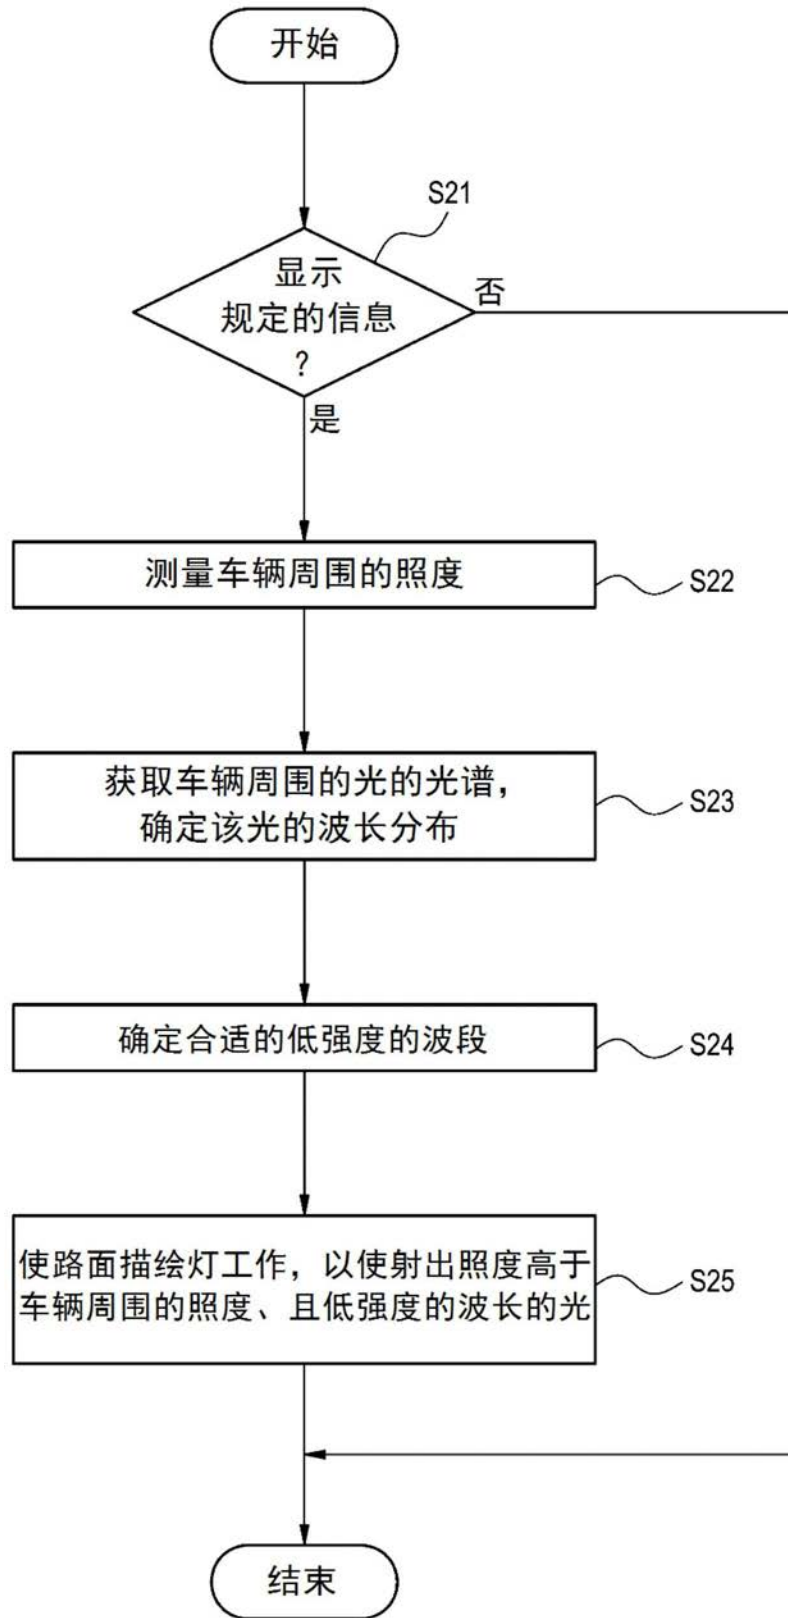 开始
S21
显示
规定的信息
?
否
是
测量车辆周围的照度
S22
获取车辆周围的光的光谱，
确定该光的波长分布
S23
确定合适的低强度的波段
S24
使路面描绘灯工作，以使射出照度高于
车辆周围的照度、且低强度的波长的光
S25
结束